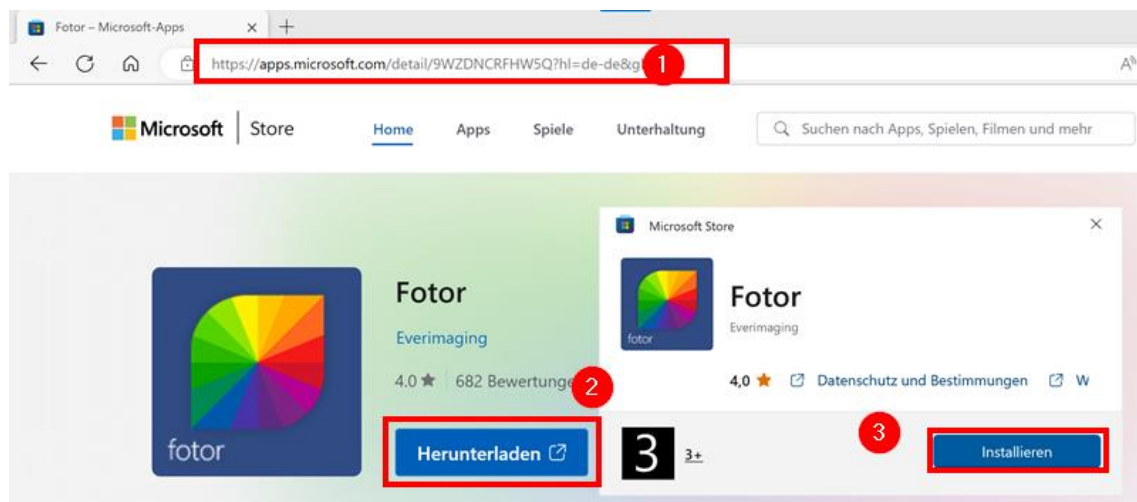 Fotor – Microsoft-Apps
https://apps.microsoft.com/detail/9WZDNCRFHW5Q?hl=de-de&gl
1
Microsoft Store Home Apps Spiele Unterhaltung Suchen nach Apps, Spielen, Filmen und mehr
Fotor
Everimaging
4.0 ★ 682 Bewertunge
2
Herunterladen
fotor
Microsoft Store
fotor
Fotor
Everimaging
4,0 ★ Datenschutz und Bestimmungen W
3
3+
3
Installieren